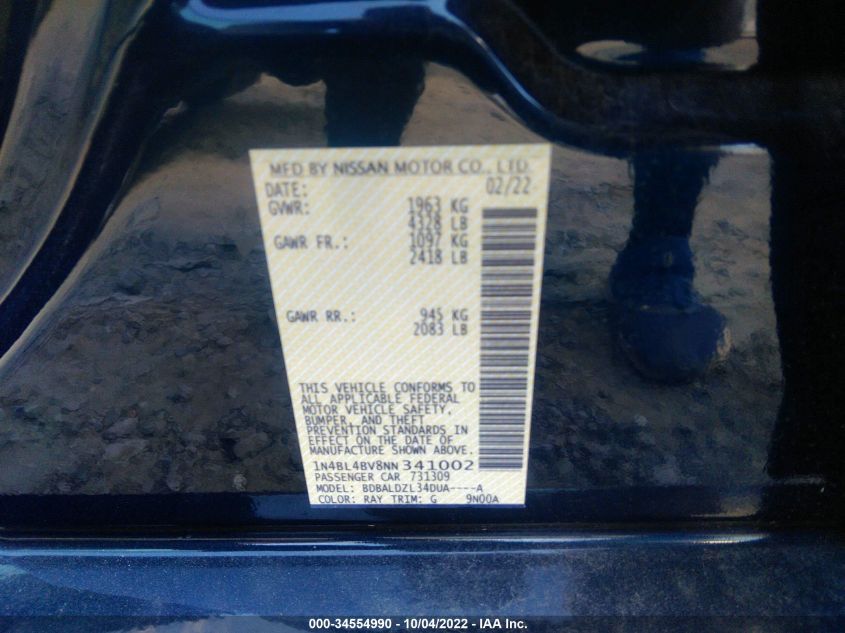 MFD BY NISSAN MOTOR CO., LTD.
DATE: 02/22
GVWR: 1963 KG
4328 LB
GAWR FR.: 1097 KG
2418 LB
GAWR RR.: 945 KG
2083 LB
THIS VEHICLE CONFORMS TO
ALL APPLICABLE FEDERAL
MOTOR VEHICLE SAFETY,
BUMPER, AND THEFT
PREVENTION STANDARDS IN
EFFECT ON THE DATE OF
MANUFACTURE SHOWN ABOVE.
1N4BL4BV8NN341002
PASSENGER CAR 731309
MODEL: BDBALDZL34DUA----A
COLOR: RAY TRIM: G 9N00A
000-34554990 - 10/04/2022 - IAA Inc.